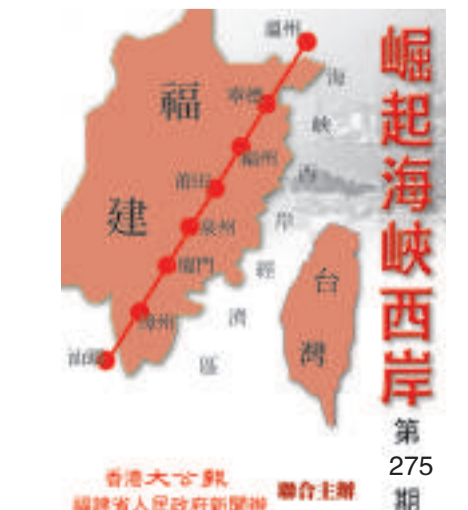 崛起海峽西岸
第
275
期
溫州
寧德
福州
莆田
泉州
廈門
漳州
汕頭
福
建
海
峽
西
岸
經
濟
區
台
灣
香港大公報
福建省人民政府新聞辦
聯合主辦